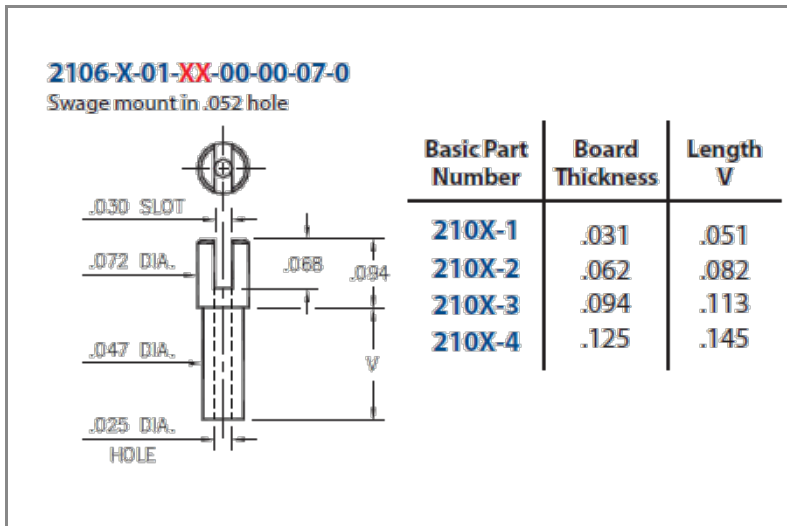 2106-X-01-XX-00-00-07-0
Swage mount in .052 hole
.030 SLOT
.072 DIA.
.068
.094
.047 DIA.
V
.025 DIA.
HOLE
Basic Part Number Board Thickness Length V
210X-1 .031 .051
210X-2 .062 .082
210X-3 .094 .113
210X-4 .125 .145